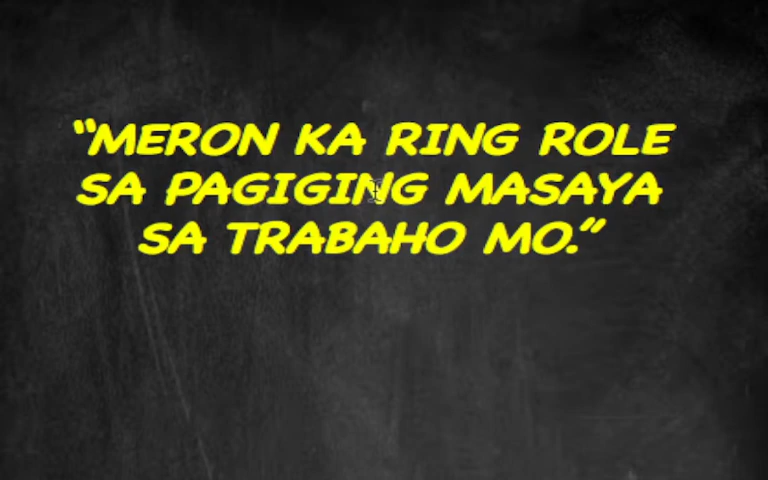 “MERON KA RING ROLE
SA PAGIGING MASAYA
SA TRABAHO MO.”